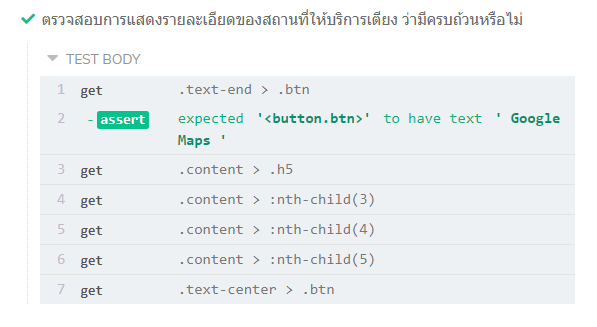 ตรวจสอบการแสดงรายละเอียดของสถานที่ให้บริการเตียง ว่ามีครบถ้วนหรือไม่
TEST BODY
1 get .text-end > .btn
2 -assert expected '<button.btn>' to have text ' Google
Maps '
3 get .content > .h5
4 get .content > :nth-child(3)
5 get .content > :nth-child(4)
6 get .content > :nth-child(5)
7 get .text-center > .btn